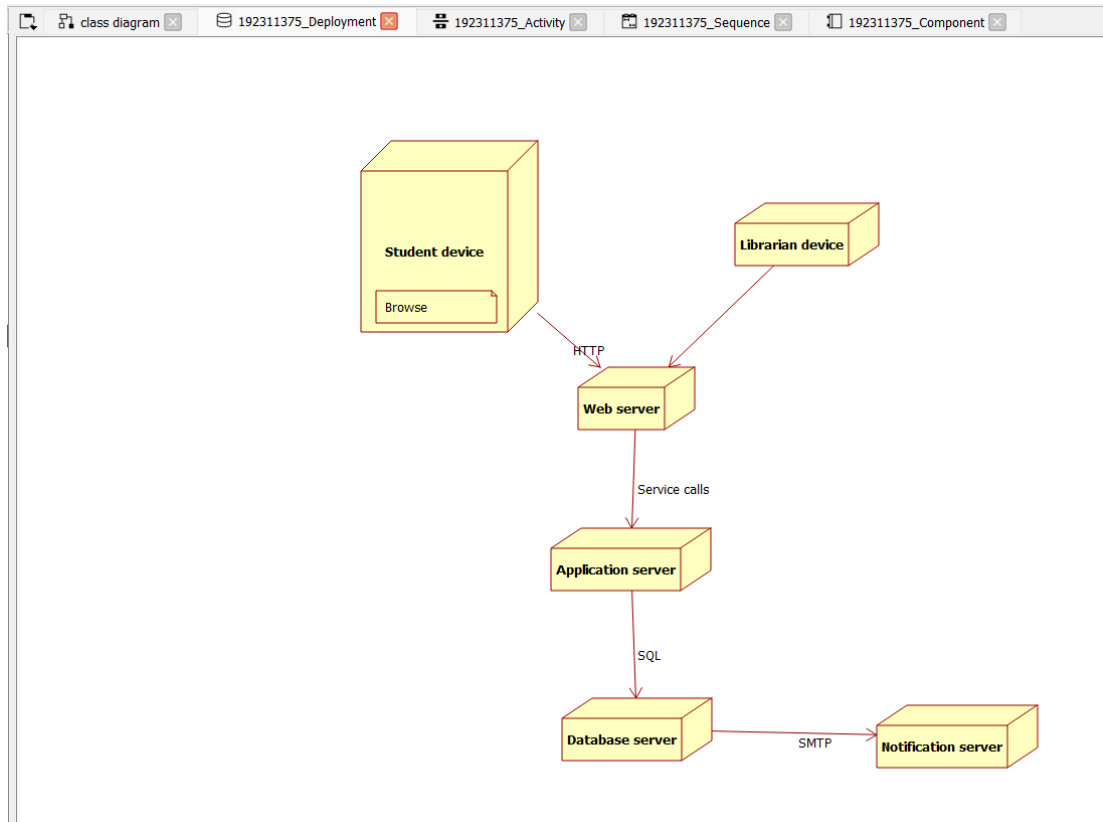 class diagram
192311375_Deployment
192311375_Activity
192311375_Sequence
192311375_Component
Student device
Browse
Librarian device
HTTP
Web server
Service calls
Application server
SQL
Database server
SMTP
Notification server